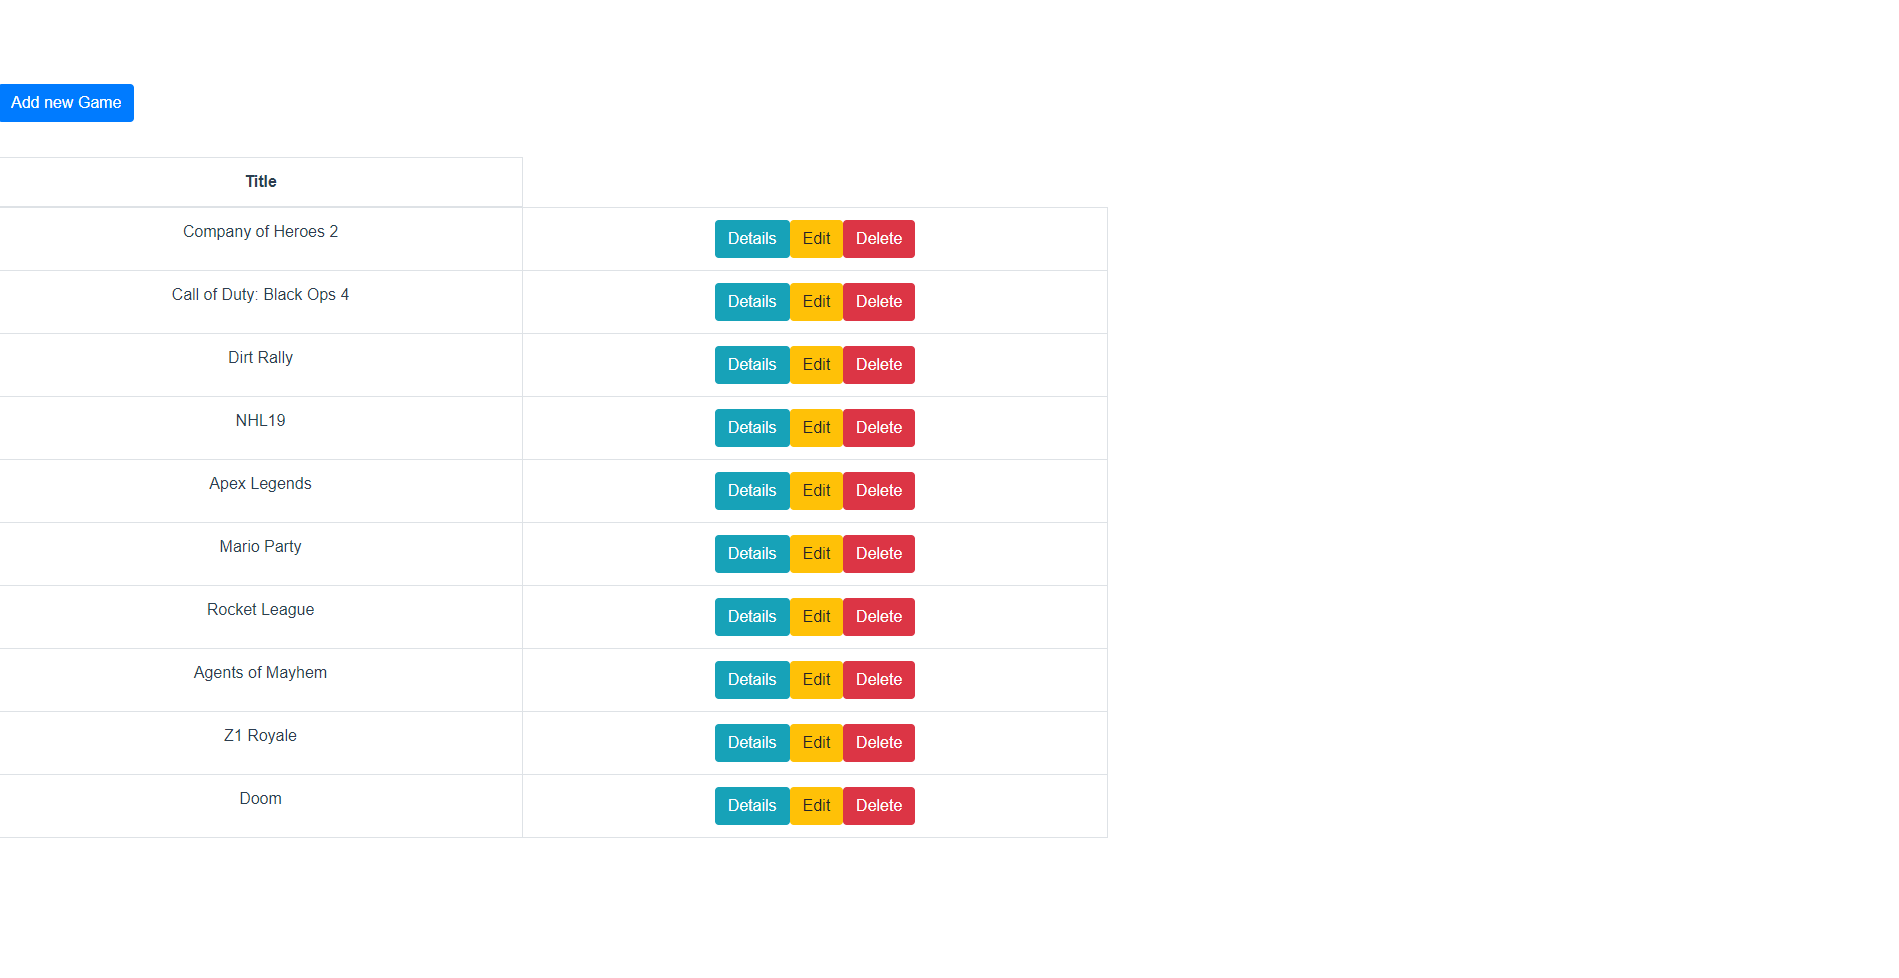 Add new Game
Title
Company of Heroes 2 Details Edit Delete
Call of Duty: Black Ops 4 Details Edit Delete
Dirt Rally Details Edit Delete
NHL19 Details Edit Delete
Apex Legends Details Edit Delete
Mario Party Details Edit Delete
Rocket League Details Edit Delete
Agents of Mayhem Details Edit Delete
Z1 Royale Details Edit Delete
Doom Details Edit Delete